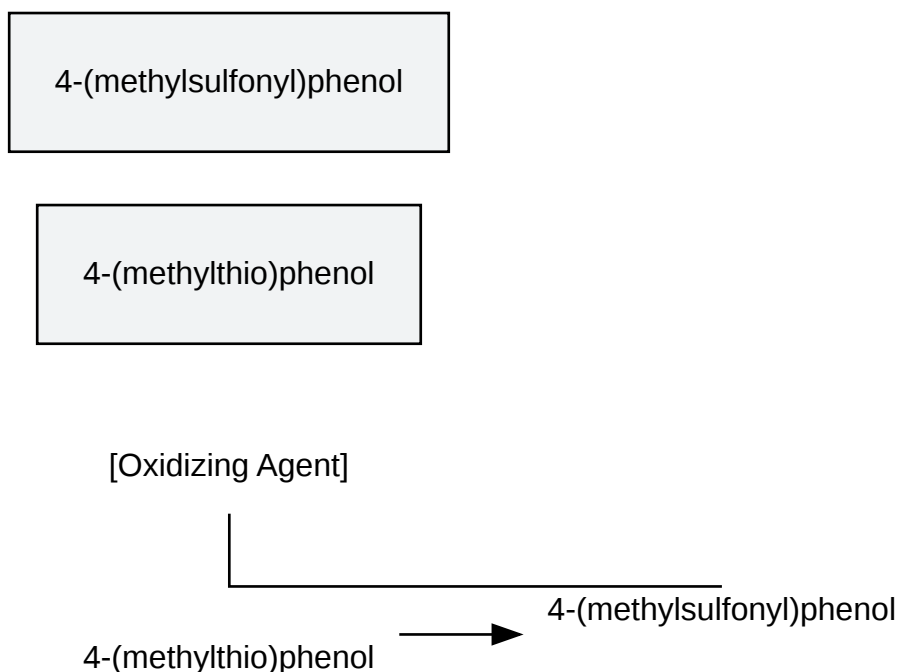 4-(methylsulfonyl)phenol
4-(methylthio)phenol
[Oxidizing Agent]
4-(methylsulfonyl)phenol
4-(methylthio)phenol